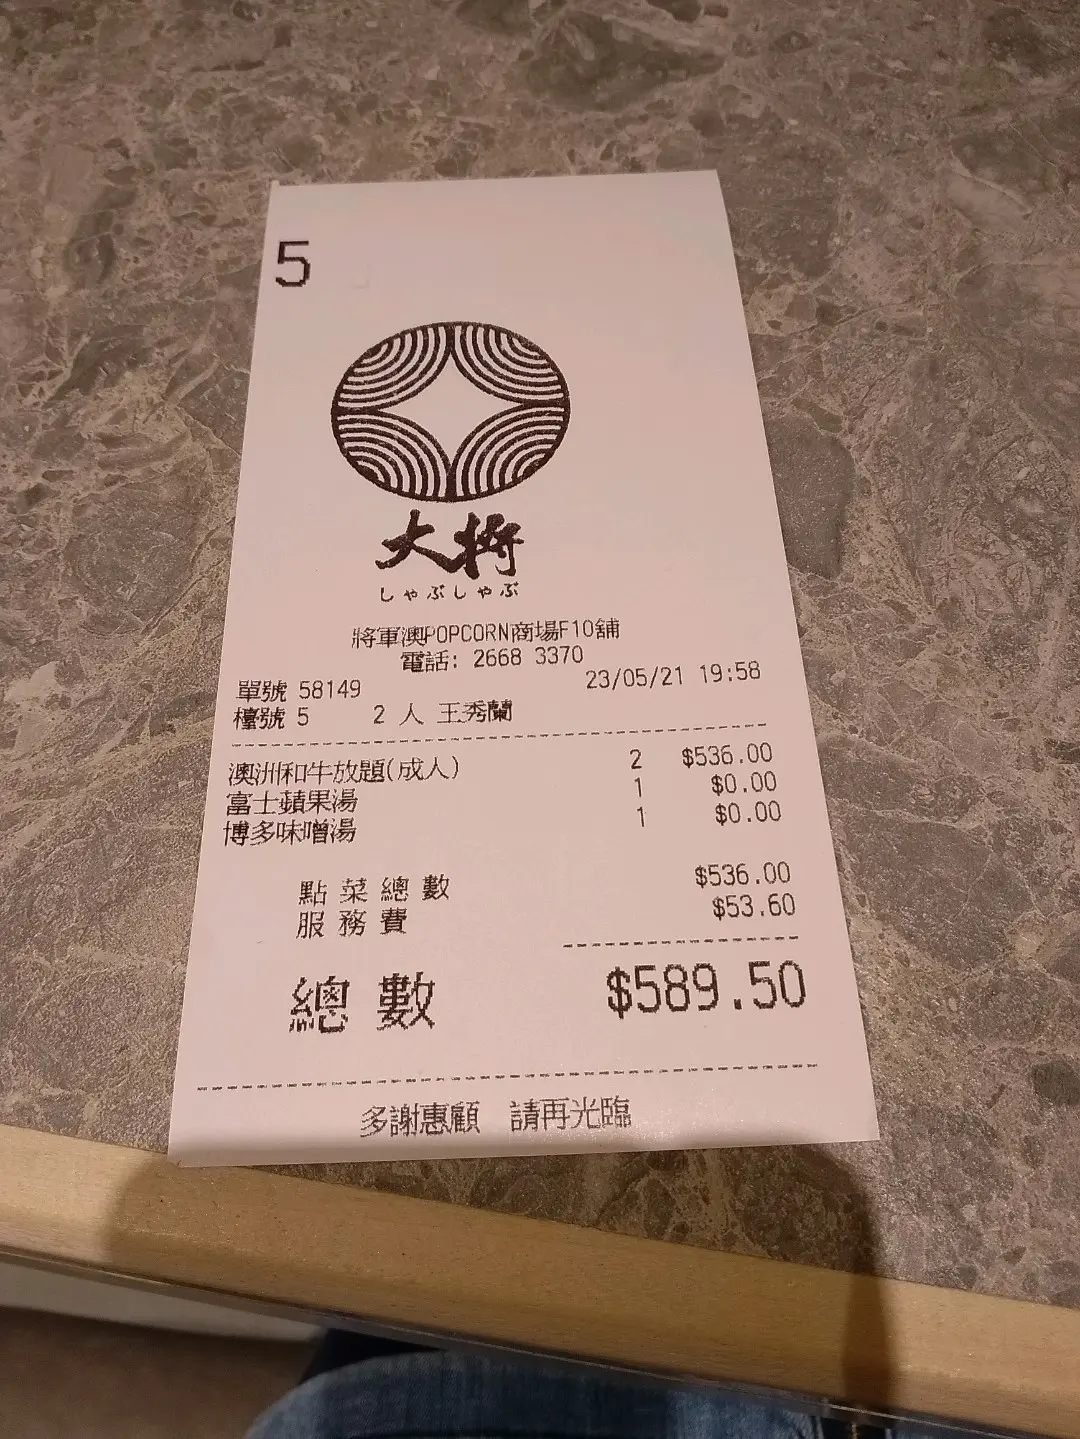 5
大将
しゃぶしゃぶ
將軍澳POPCORN商場F10舖
電話: 2668 3370
單號 58149 23/05/21 19:58
檯號 5 2 人 王秀蘭
澳洲和牛放題(成人) 2 $536.00
富士蘋果湯 1 $0.00
博多味噌湯 1 $0.00
點菜總數 $536.00
服務費 $53.60
總數 $589.50
多謝惠顧 請再光臨